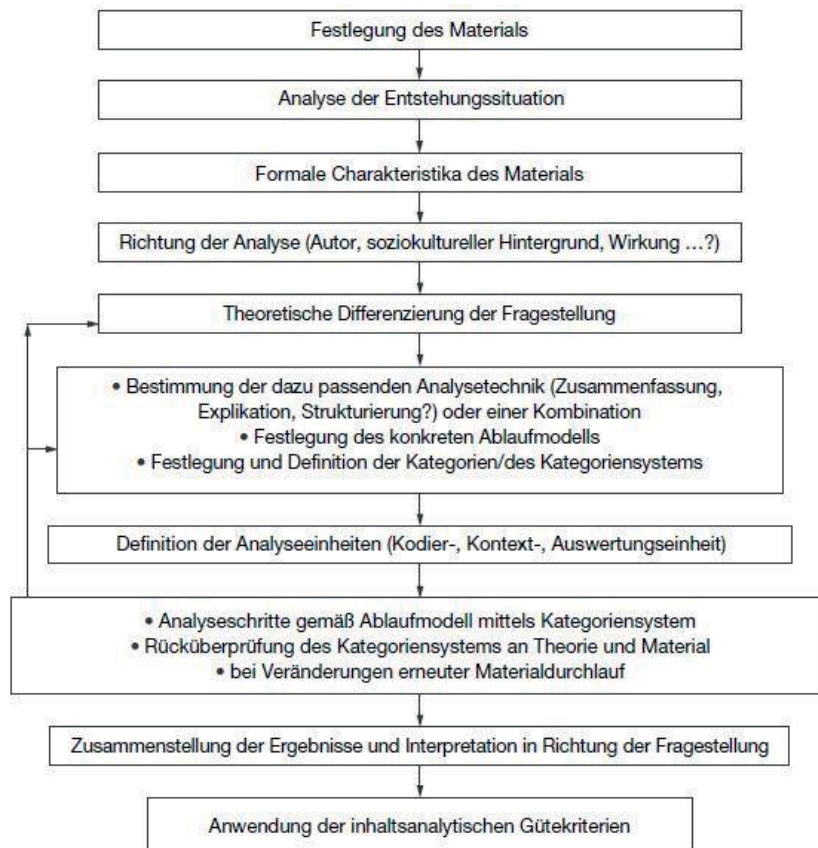 Festlegung des Materials
Analyse der Entstehungssituation
Formale Charakteristika des Materials
Richtung der Analyse (Autor, soziokultureller Hintergrund, Wirkung …?)
Theoretische Differenzierung der Fragestellung
• Bestimmung der dazu passenden Analysetechnik (Zusammenfassung,
Explikation, Strukturierung?) oder einer Kombination
• Festlegung des konkreten Ablaufmodells
• Festlegung und Definition der Kategorien/des Kategoriensystems
Definition der Analyseeinheiten (Kodier-, Kontext-, Auswertungseinheit)
• Analyseschritte gemäß Ablaufmodell mittels Kategoriensystem
• Rücküberprüfung des Kategoriensystems an Theorie und Material
• bei Veränderungen erneuter Materialdurchlauf
Zusammenstellung der Ergebnisse und Interpretation in Richtung der Fragestellung
Anwendung der inhaltsanalytischen Gütekriterien